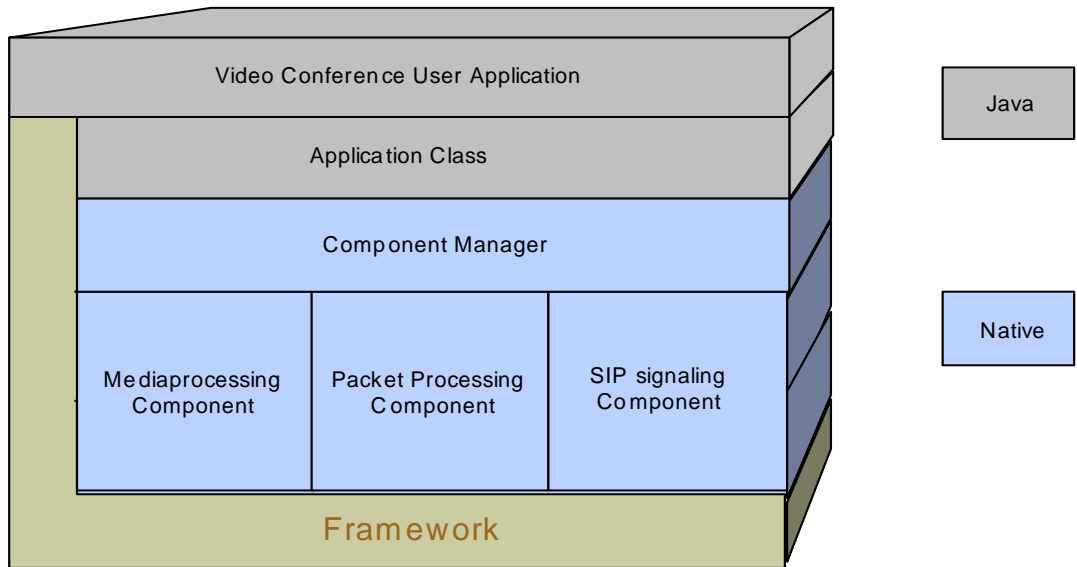 Video Conference User Application
Java
Application Class
Component Manager
Native
Mediaprocessing
Component
Packet Processing
Component
SIP signaling
Component
Framework